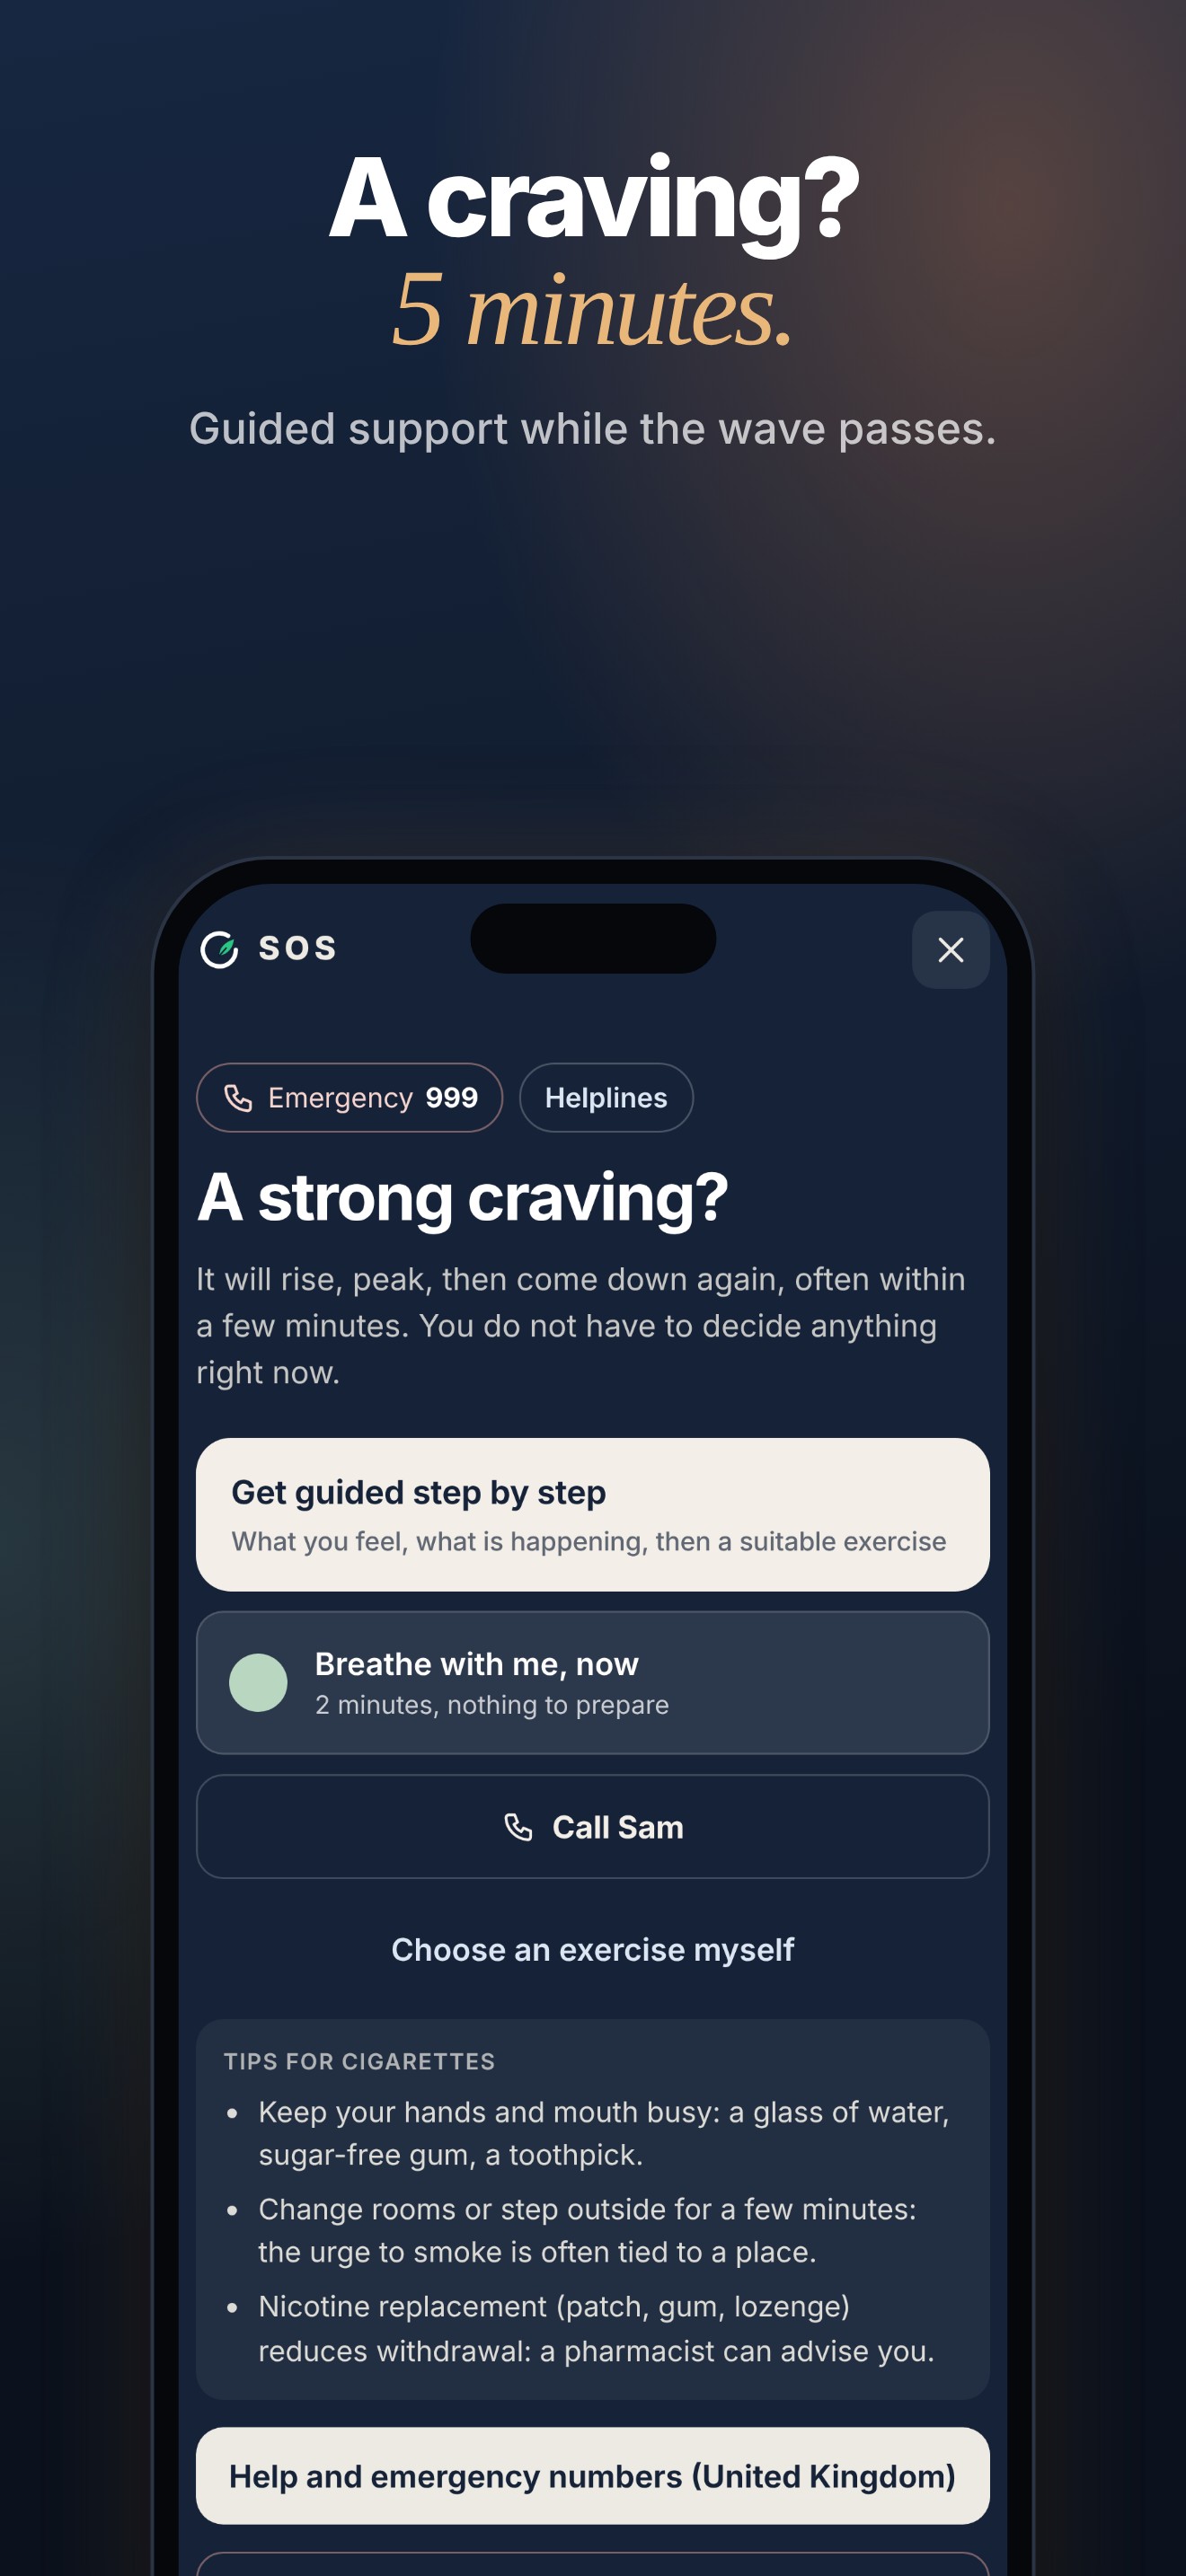 A craving?
5 minutes.
Guided support while the wave passes.
SOS
Emergency 999
Helplines
A strong craving?
It will rise, peak, then come down again, often within
a few minutes. You do not have to decide anything
right now.
Get guided step by step
What you feel, what is happening, then a suitable exercise
Breathe with me, now
2 minutes, nothing to prepare
Call Sam
Choose an exercise myself
TIPS FOR CIGARETTES
• Keep your hands and mouth busy: a glass of water,
sugar-free gum, a toothpick.
• Change rooms or step outside for a few minutes:
the urge to smoke is often tied to a place.
• Nicotine replacement (patch, gum, lozenge)
reduces withdrawal: a pharmacist can advise you.
Help and emergency numbers (United Kingdom)